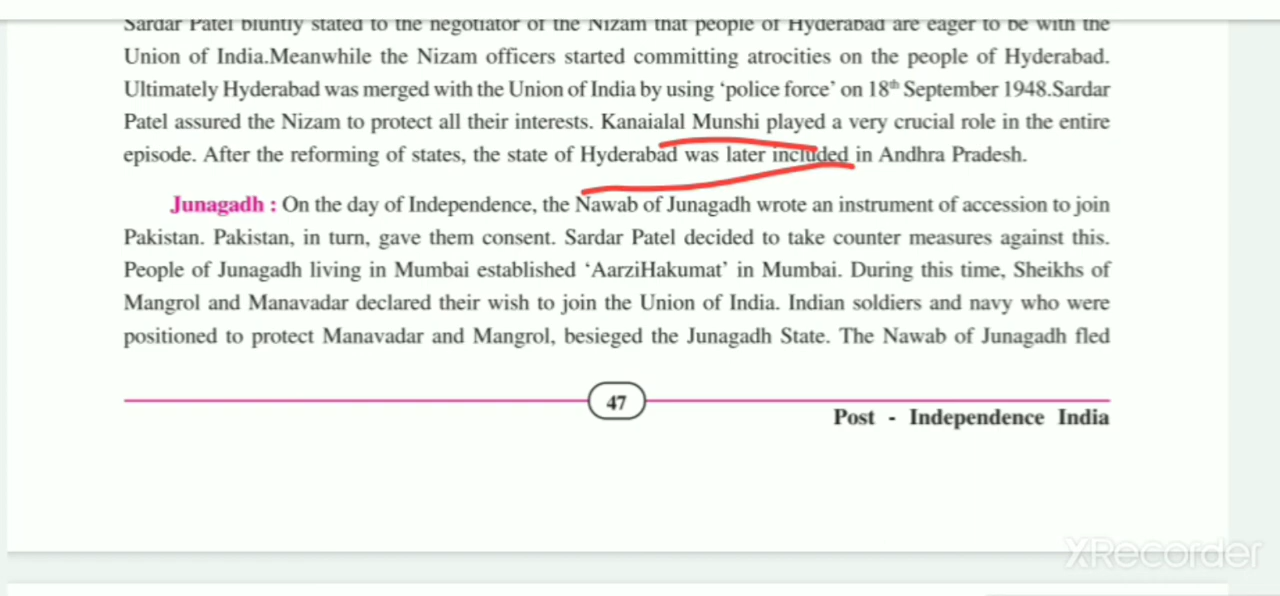 Sardar Patel bluntly stated to the negotiator of the Nizam that people of Hyderabad are eager to be with the
Union of India.Meanwhile the Nizam officers started committing atrocities on the people of Hyderabad.
Ultimately Hyderabad was merged with the Union of India by using ‘police force’ on 18th September 1948.Sardar
Patel assured the Nizam to protect all their interests. Kanaialal Munshi played a very crucial role in the entire
episode. After the reforming of states, the state of Hyderabad was later included in Andhra Pradesh.
Junagadh : On the day of Independence, the Nawab of Junagadh wrote an instrument of accession to join
Pakistan. Pakistan, in turn, gave them consent. Sardar Patel decided to take counter measures against this.
People of Junagadh living in Mumbai established ‘AarziHakumat’ in Mumbai. During this time, Sheikhs of
Mangrol and Manavadar declared their wish to join the Union of India. Indian soldiers and navy who were
positioned to protect Manavadar and Mangrol, besieged the Junagadh State. The Nawab of Junagadh fled
47
Post - Independence India
XRecorder